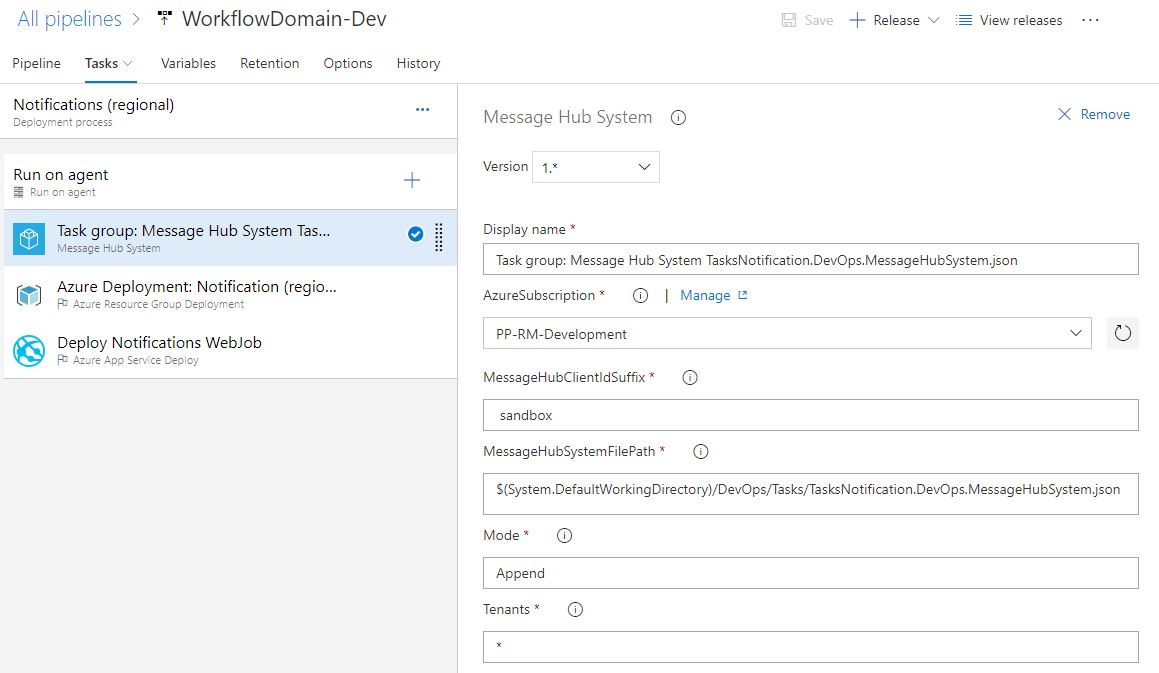 All pipelines > WorkflowDomain-Dev
Save Release View releases ...
Pipeline Tasks Variables Retention Options History
Notifications (regional) ...
Deployment process
Run on agent
Run on agent
Task group: Message Hub System Tas...
Message Hub System
Azure Deployment: Notification (regio...
Azure Resource Group Deployment
Deploy Notifications WebJob
Azure App Service Deploy
Message Hub System
Remove
Version 1.*
Display name *
Task group: Message Hub System TasksNotification.DevOps.MessageHubSystem.json
AzureSubscription * | Manage
PP-RM-Development
MessageHubClientIdSuffix *
sandbox
MessageHubSystemFilePath *
$(System.DefaultWorkingDirectory)/DevOps/Tasks/TasksNotification.DevOps.MessageHubSystem.json
Mode *
Append
Tenants *
*